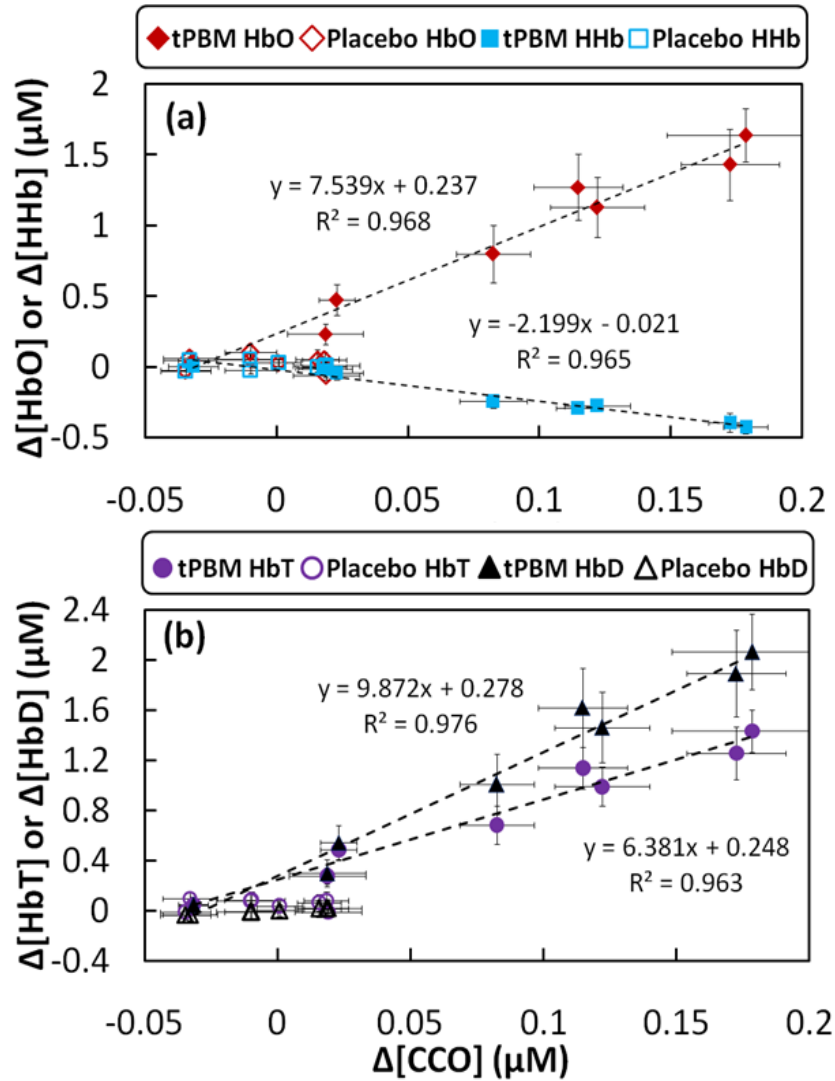 tPBM HbO Placebo HbO tPBM HHb Placebo HHb
(a)
Δ[HbO] or Δ[HHb] (µM)
2
1.5
1
0.5
0
-0.5
y = 7.539x + 0.237
R² = 0.968
y = -2.199x - 0.021
R² = 0.965
-0.05 0 0.05 0.1 0.15 0.2
tPBM HbT Placebo HbT tPBM HbD Placebo HbD
(b)
Δ[HbT] or Δ[HbD] (µM)
2.4
2
1.6
1.2
0.8
0.4
0
-0.4
y = 9.872x + 0.278
R² = 0.976
y = 6.381x + 0.248
R² = 0.963
-0.05 0 0.05 0.1 0.15 0.2
Δ[CCO] (µM)